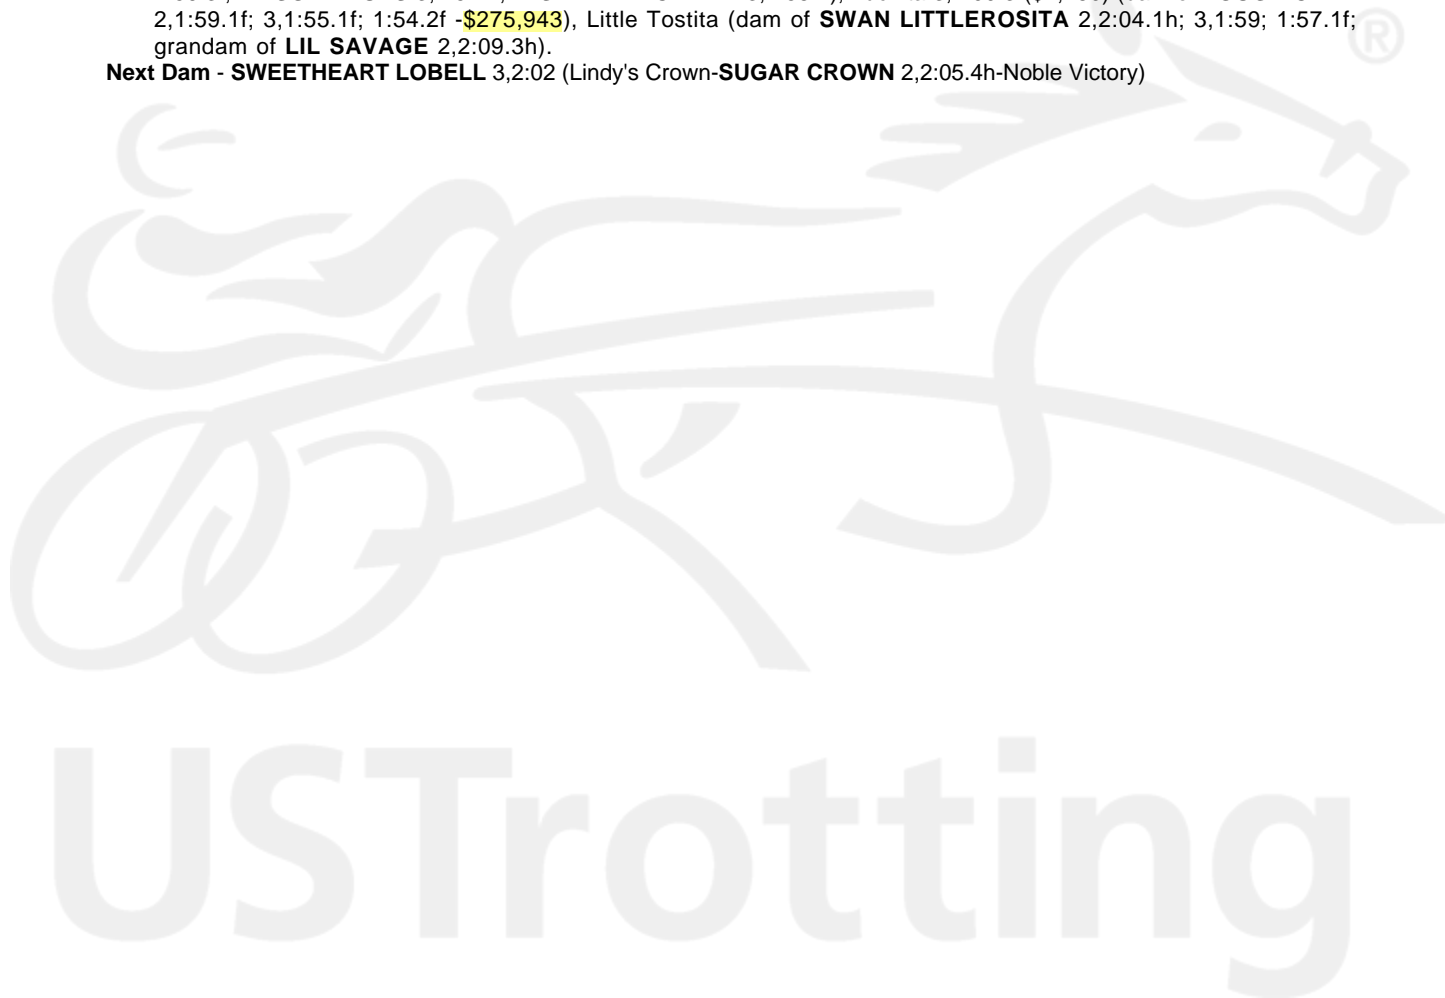 2,1:59.1f; 3,1:55.1f; 1:54.2f -$275,943), Little Tostita (dam of SWAN LITTLEROSITA 2,2:04.1h; 3,1:59; 1:57.1f;
grandam of LIL SAVAGE 2,2:09.3h).
Next Dam - SWEETHEART LOBELL 3,2:02 (Lindy's Crown-SUGAR CROWN 2,2:05.4h-Noble Victory)
®
USTrotting